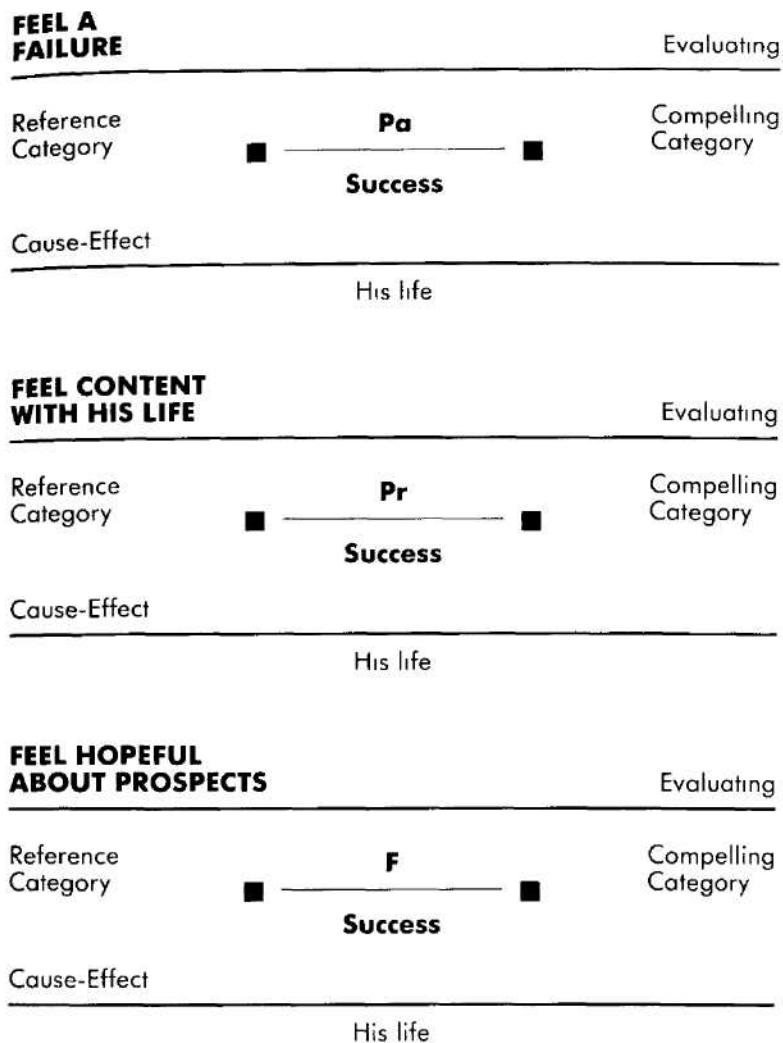 FEEL A
FAILURE
Evaluating
Reference
Category
Pa
Success
Compelling
Category
Cause-Effect
His life
FEEL CONTENT
WITH HIS LIFE
Evaluating
Reference
Category
Pr
Success
Compelling
Category
Cause-Effect
His life
FEEL HOPEFUL
ABOUT PROSPECTS
Evaluating
Reference
Category
F
Success
Compelling
Category
Cause-Effect
His life